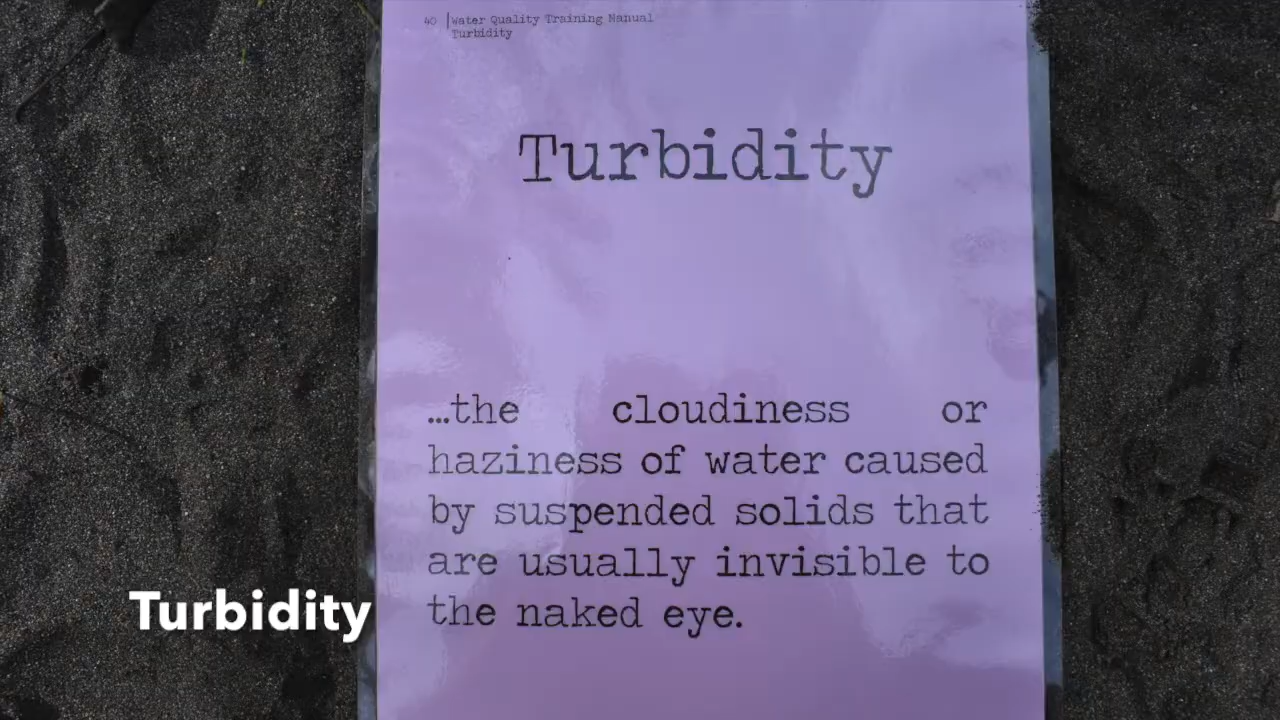 40 | Water Quality Training Manual
Turbidity
Turbidity
…the cloudiness or
haziness of water caused
by suspended solids that
are usually invisible to
the naked eye.
Turbidity